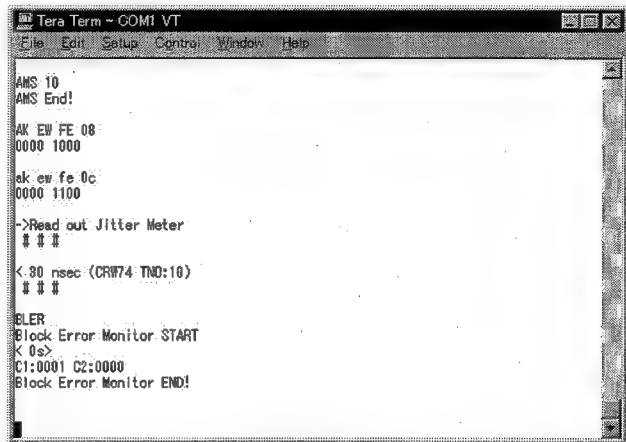 Tera Term - COM1 VT
File Edit Setup Control Window Help
AMS 10
AMS End!
AK EW FE 08
0000 1000
ak ew fe 0c
0000 1100
->Read out Jitter Meter
# # #
< 30 nsec (CRW74 TNO:10)
# # #
BLER
Block Error Monitor START
< 0s>
C1:0001 C2:0000
Block Error Monitor END!